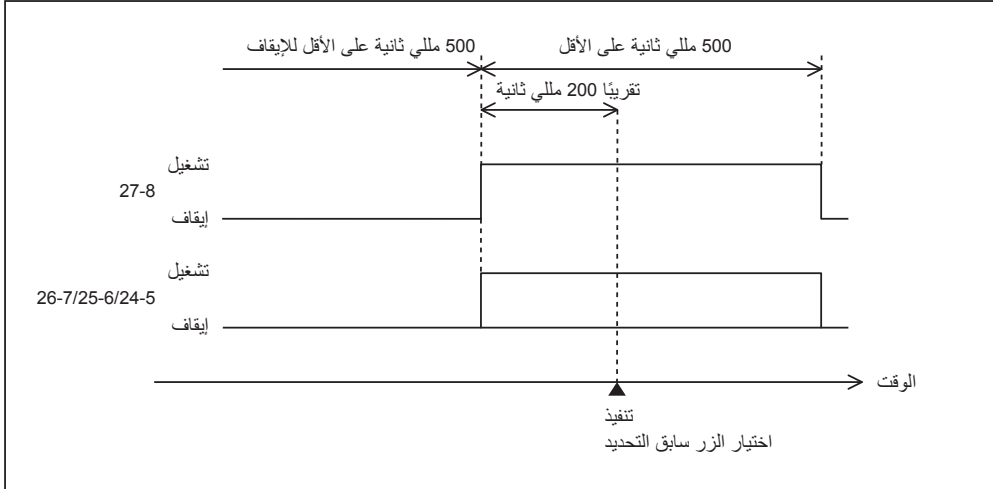 500 مللي ثانية على الأقل للإيقاف
500 مللي ثانية على الأقل
تقريبًا 200 مللي ثانية
تشغيل
27-8
إيقاف
تشغيل
26-7/25-6/24-5
إيقاف
الوقت
تنفيذ
اختيار الزر سابق التحديد